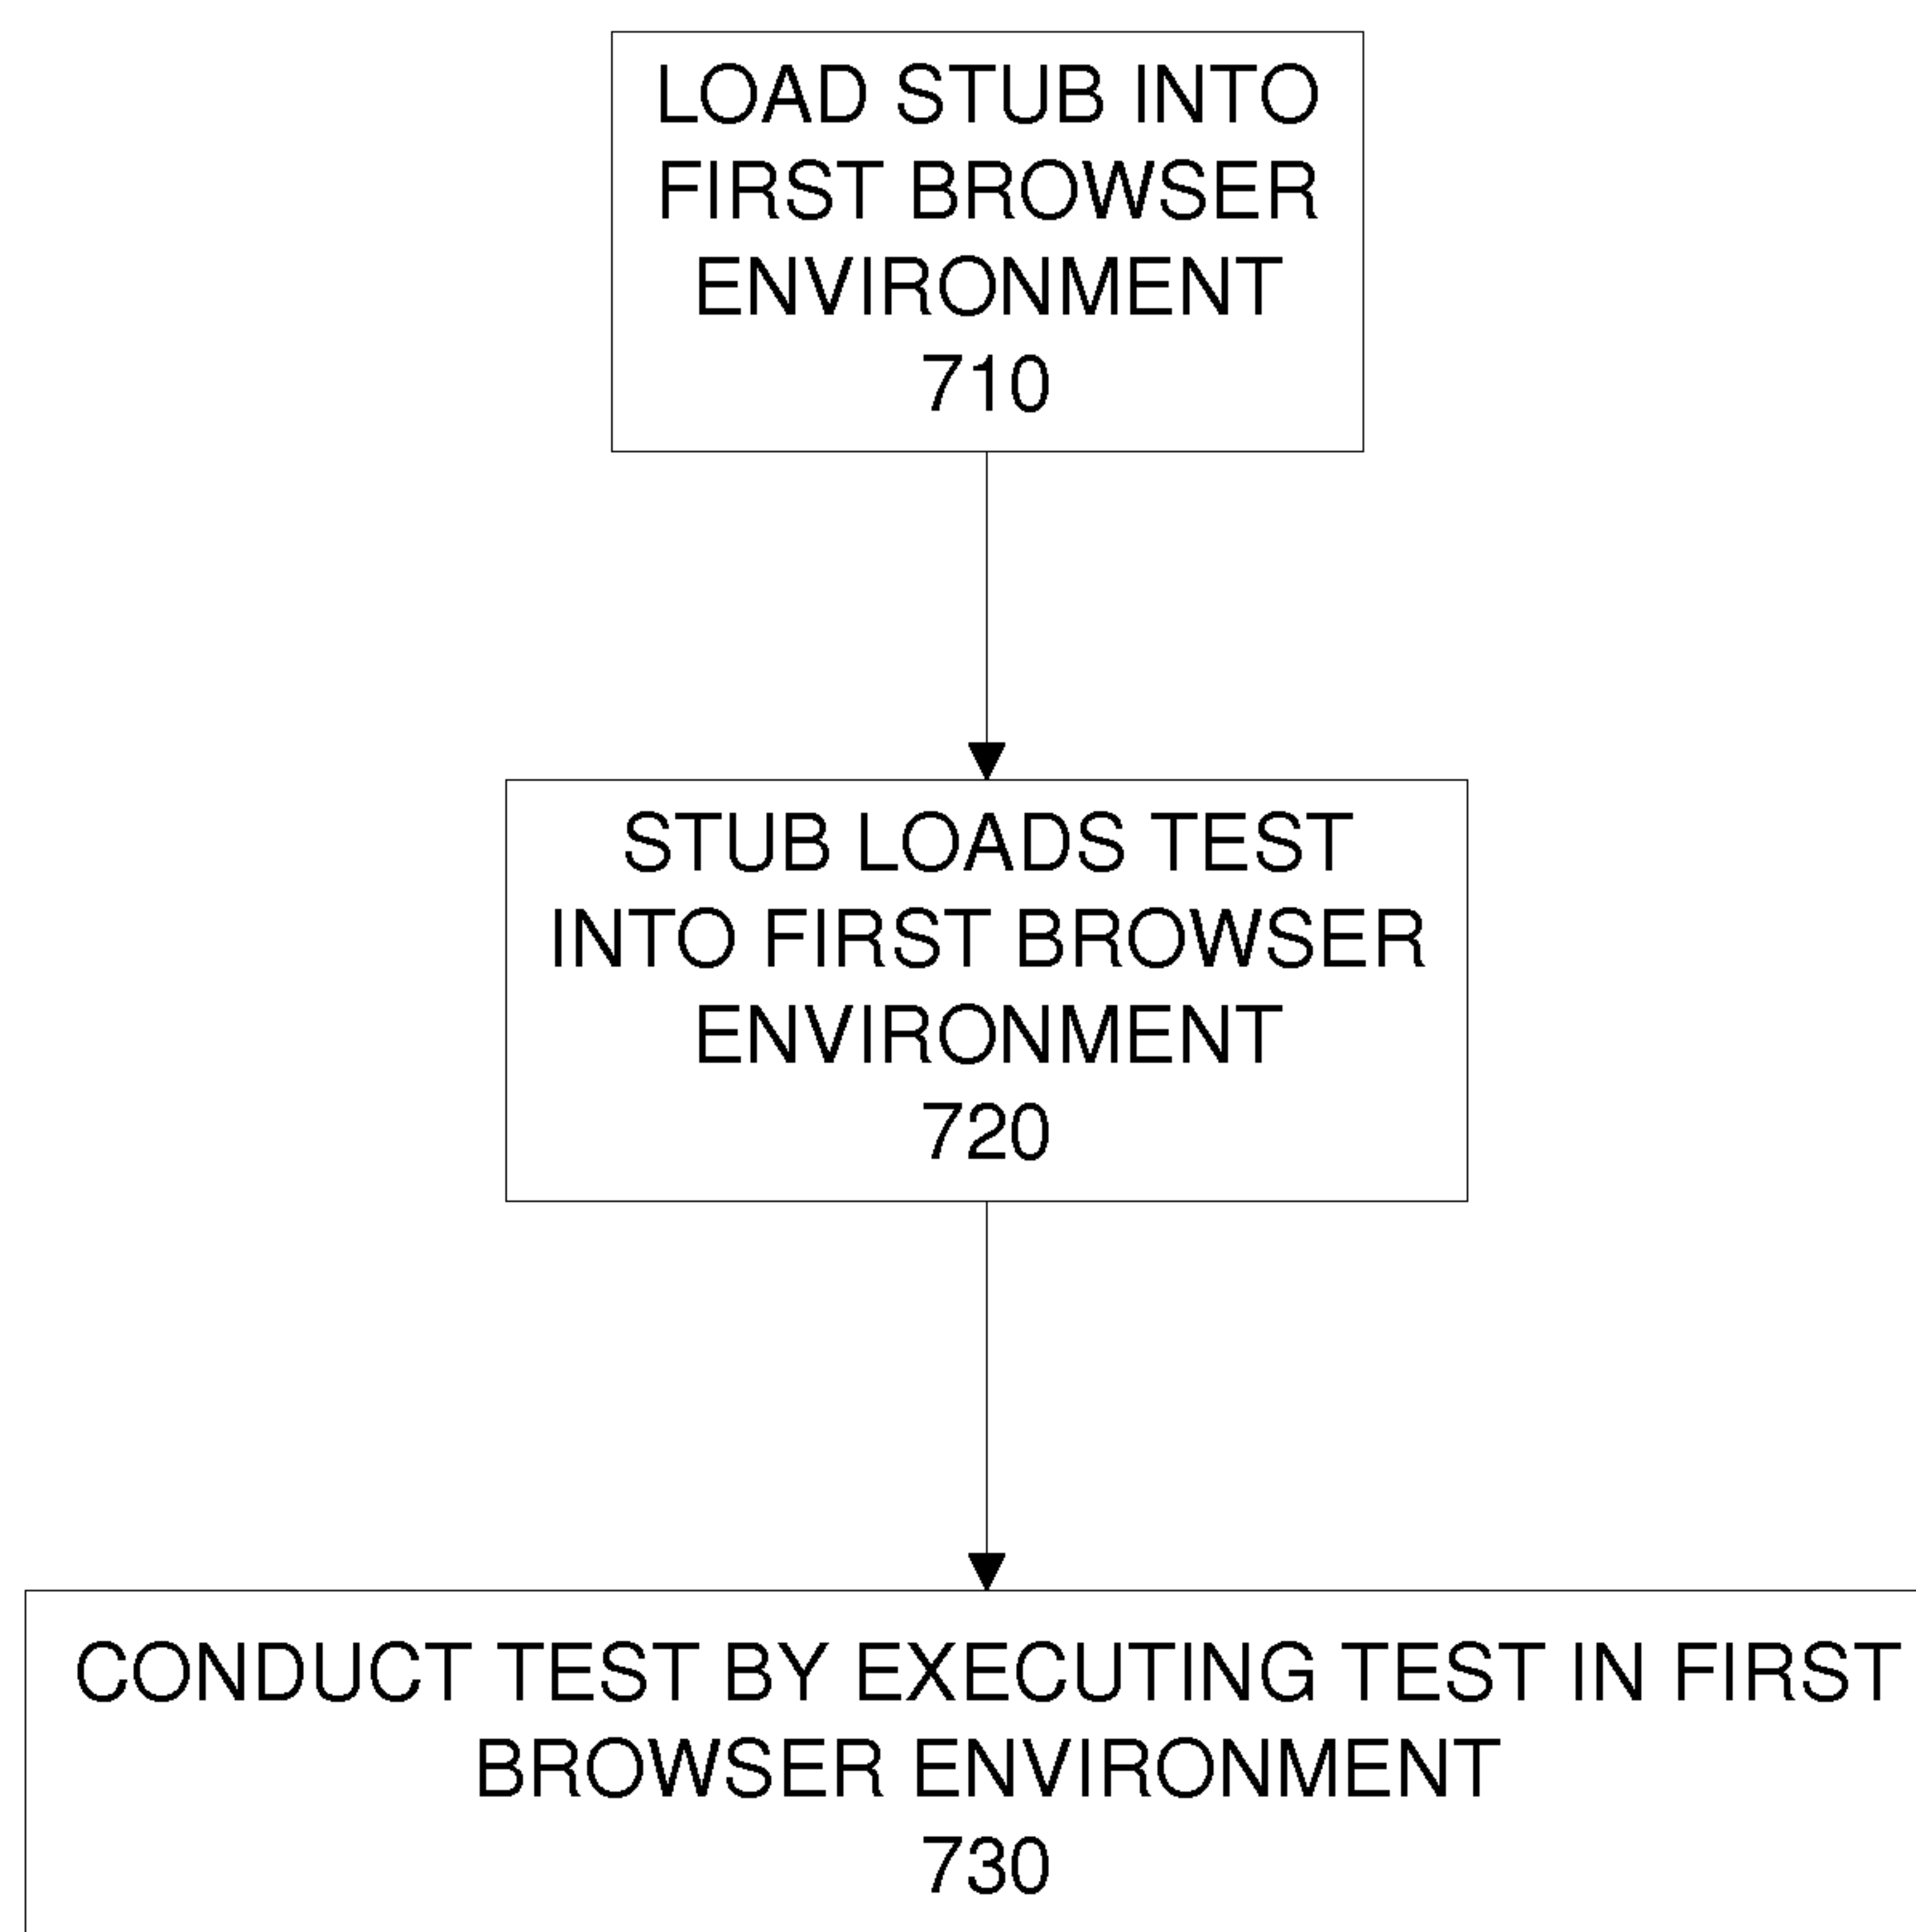 LOAD STUB INTO
FIRST BROWSER
ENVIRONMENT
710
STUB LOADS TEST
INTO FIRST BROWSER
ENVIRONMENT
720
CONDUCT TEST BY EXECUTING TEST IN FIRST
BROWSER ENVIRONMENT
730